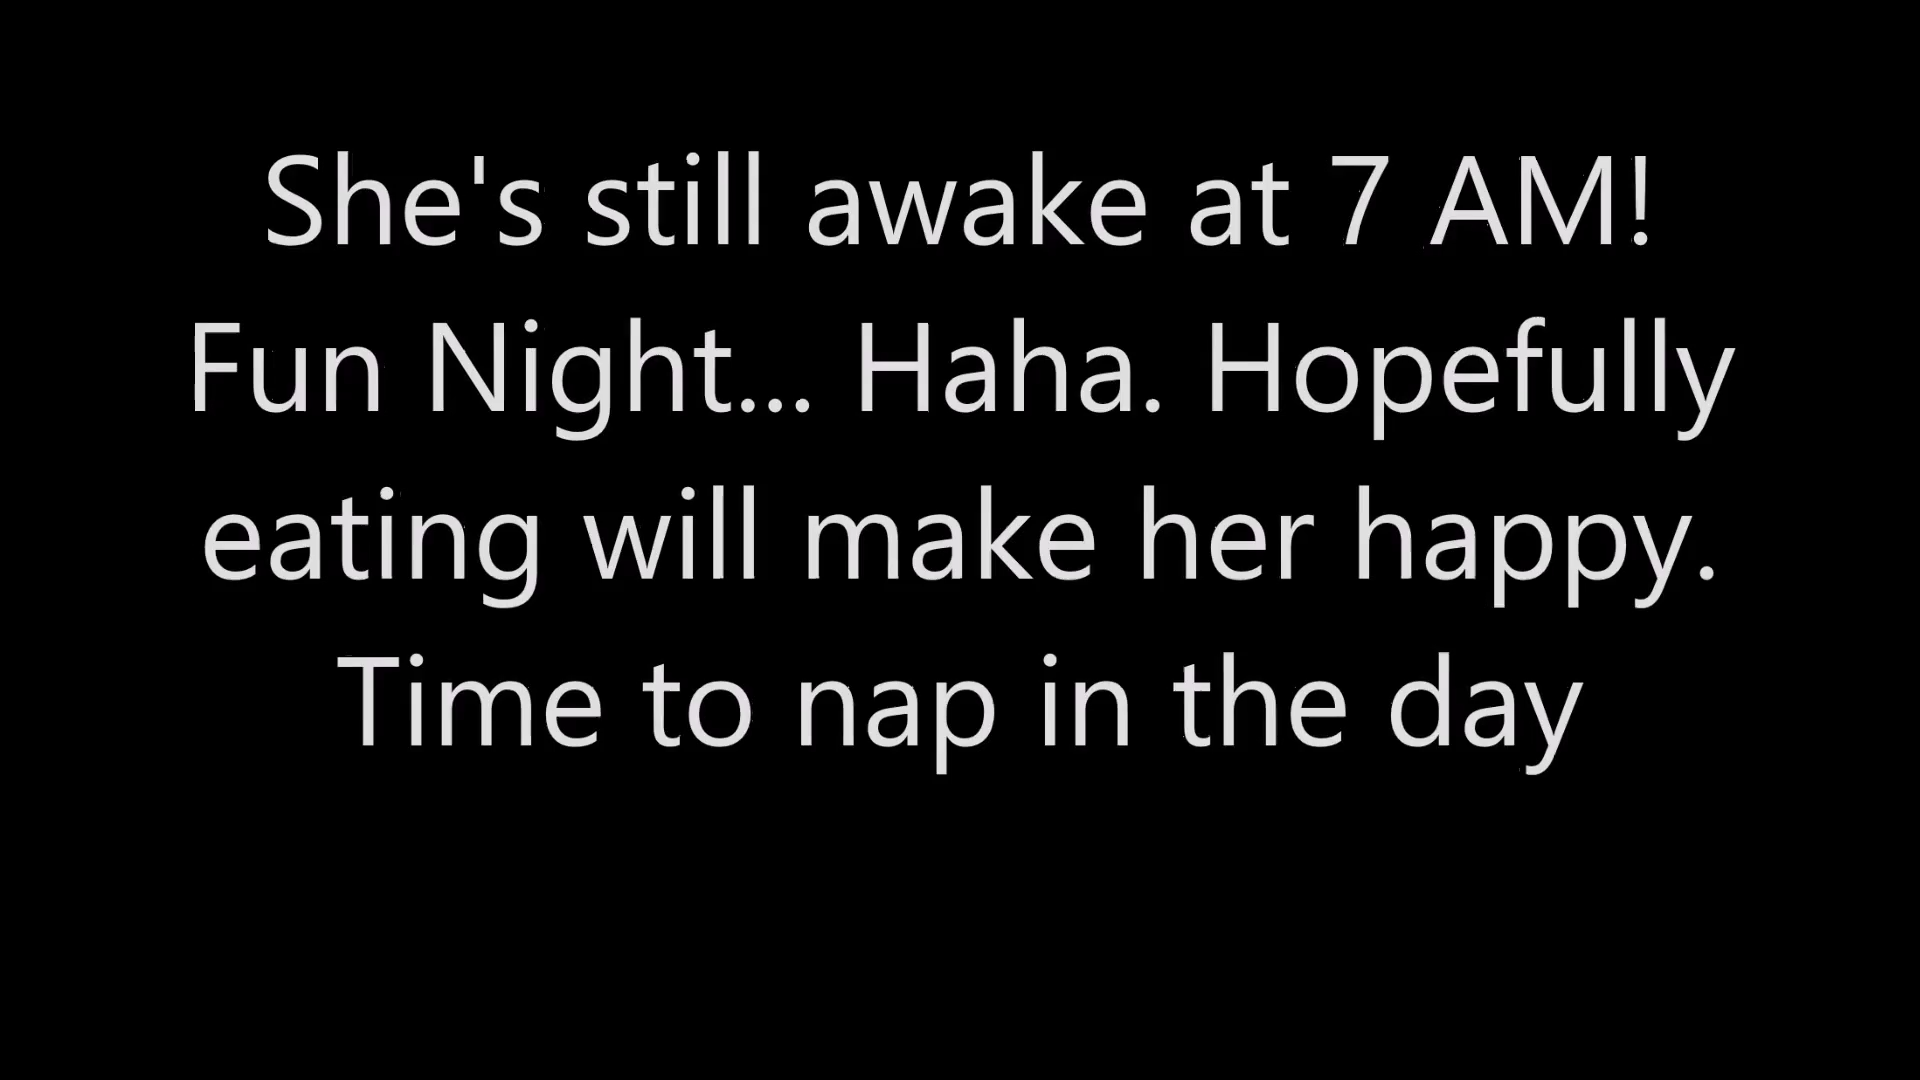 She's still awake at 7 AM!
Fun Night... Haha. Hopefully
eating will make her happy.
Time to nap in the day